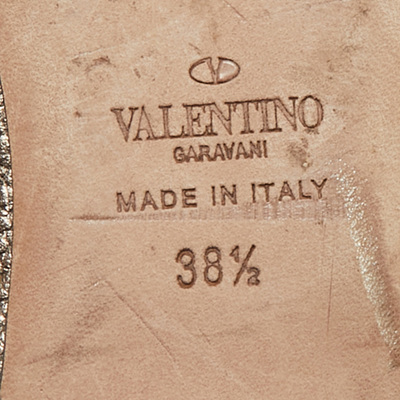 VALENTINO
GARAVANI
MADE IN ITALY
38½